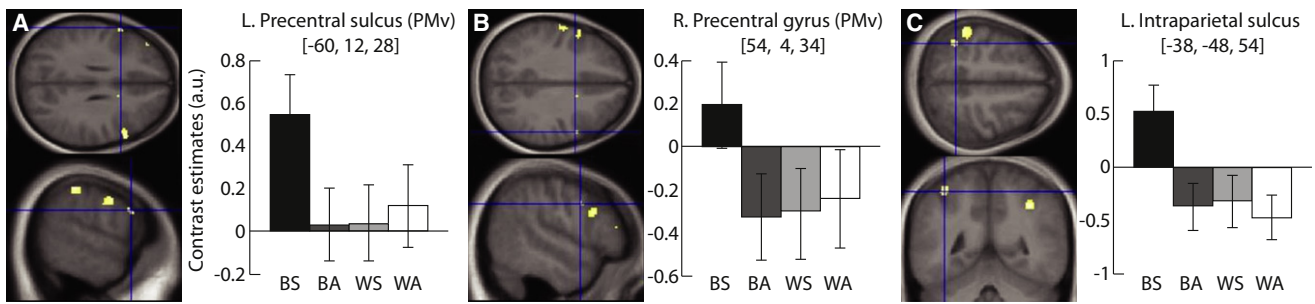 A
L. Precentral sulcus (PMv)
[-60, 12, 28]
Contrast estimates (a.u.)
0.8
0.6
0.4
0.2
0
-0.2
BS BA WS WA
B
R. Precentral gyrus (PMv)
[54, 4, 34]
0.4
0.2
0
-0.2
-0.4
-0.6
BS BA WS WA
C
L. Intraparietal sulcus
[-38, -48, 54]
1
0.5
0
-0.5
-1
BS BA WS WA